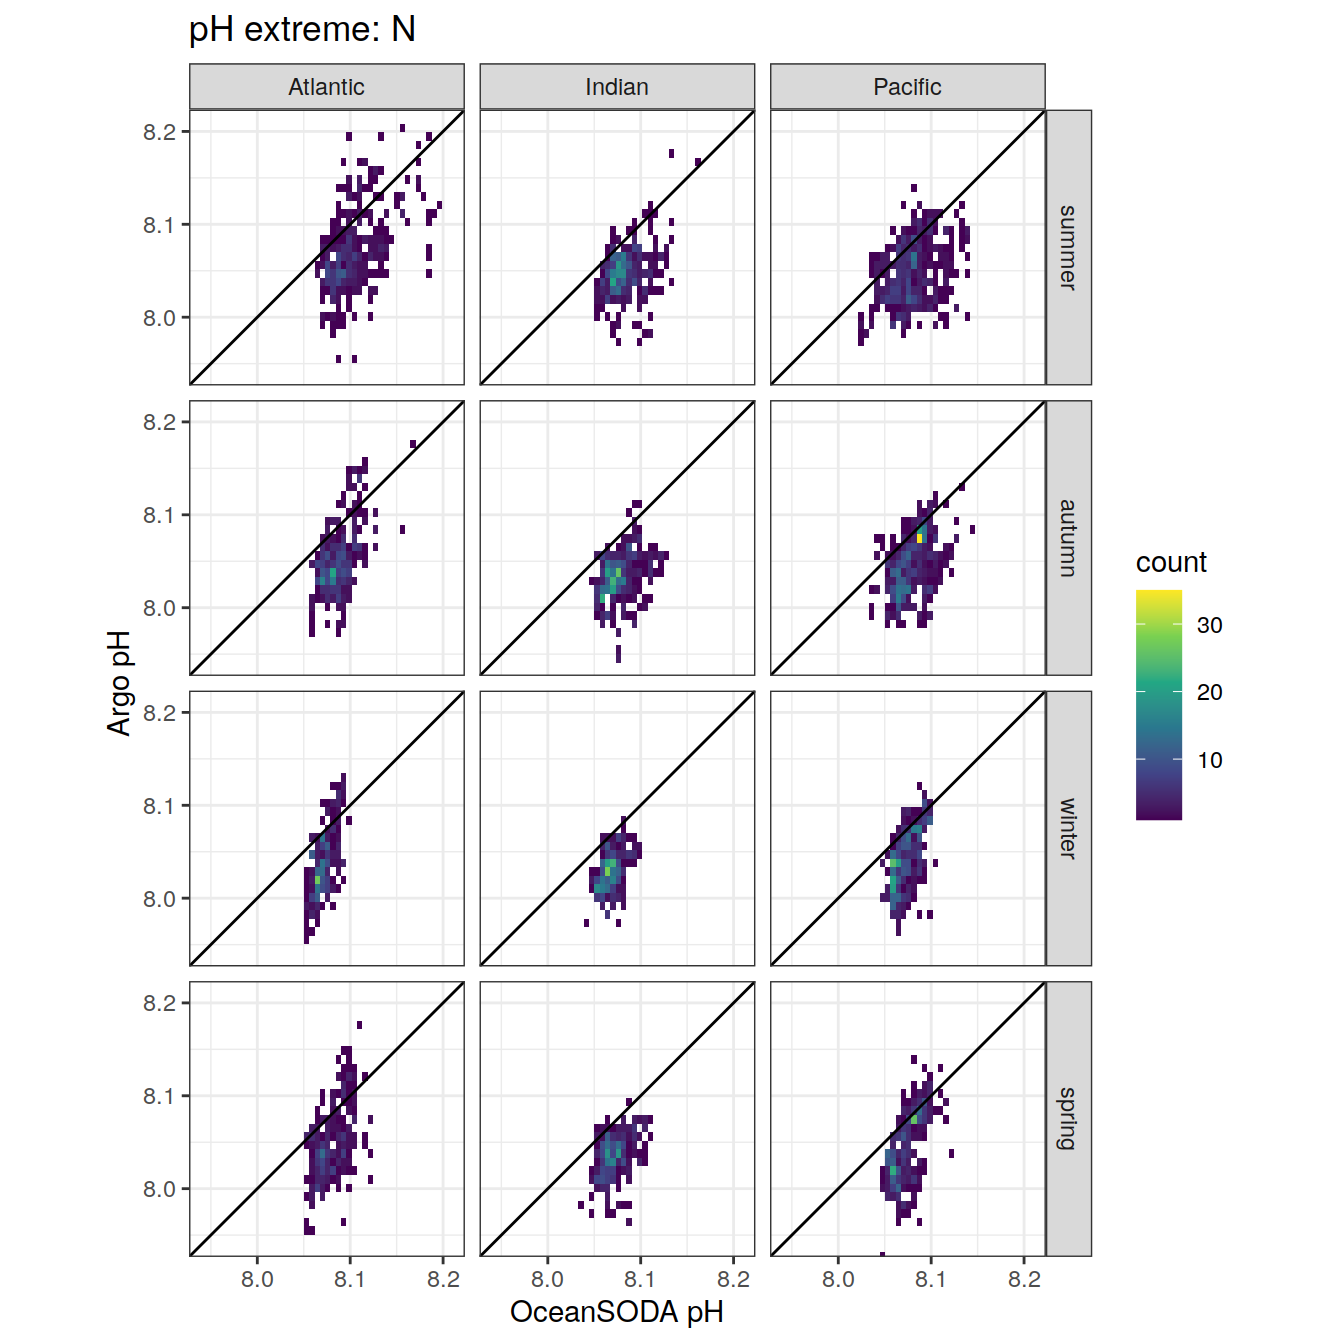 pH extreme: N
Atlantic Indian Pacific
8.2
8.1
8.0
summer
8.2
8.1
8.0
autumn
8.2
8.1
8.0
winter
8.2
8.1
8.0
spring
8.0 8.1 8.2 8.0 8.1 8.2 8.0 8.1 8.2
OceanSODA pH
Argo pH
count
30
20
10